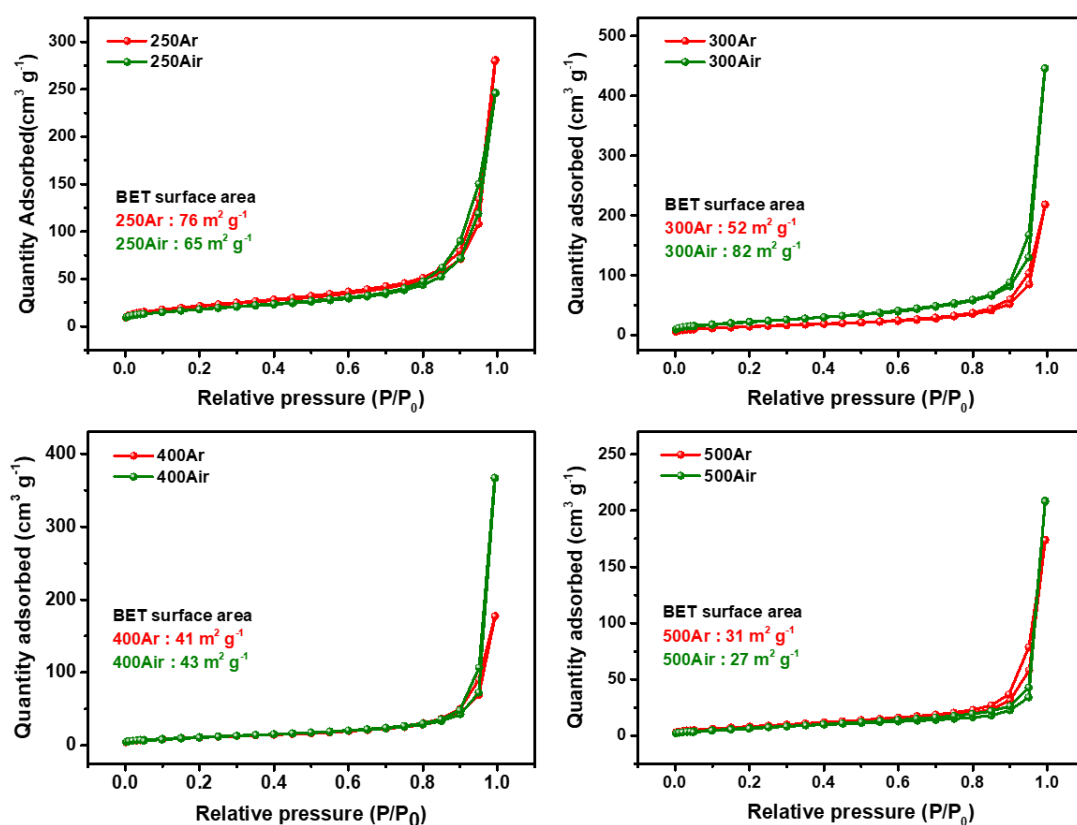 250Ar
250Air
BET surface area
250Ar : 76 m² g⁻¹
250Air : 65 m² g⁻¹
Quantity Adsorbed(cm³ g⁻¹)
300
250
200
150
100
50
0
0.0 0.2 0.4 0.6 0.8 1.0
Relative pressure (P/P₀)
300Ar
300Air
BET surface area
300Ar : 52 m² g⁻¹
300Air : 82 m² g⁻¹
Quantity adsorbed (cm³ g⁻¹)
500
400
300
200
100
0
0.0 0.2 0.4 0.6 0.8 1.0
Relative pressure (P/P₀)
400Ar
400Air
BET surface area
400Ar : 41 m² g⁻¹
400Air : 43 m² g⁻¹
Quantity adsorbed (cm³ g⁻¹)
400
300
200
100
0
0.0 0.2 0.4 0.6 0.8 1.0
Relative pressure (P/P0)
500Ar
500Air
BET surface area
500Ar : 31 m² g⁻¹
500Air : 27 m² g⁻¹
Quantity adsorbed (cm³ g⁻¹)
250
200
150
100
50
0
0.0 0.2 0.4 0.6 0.8 1.0
Relative pressure (P/P₀)